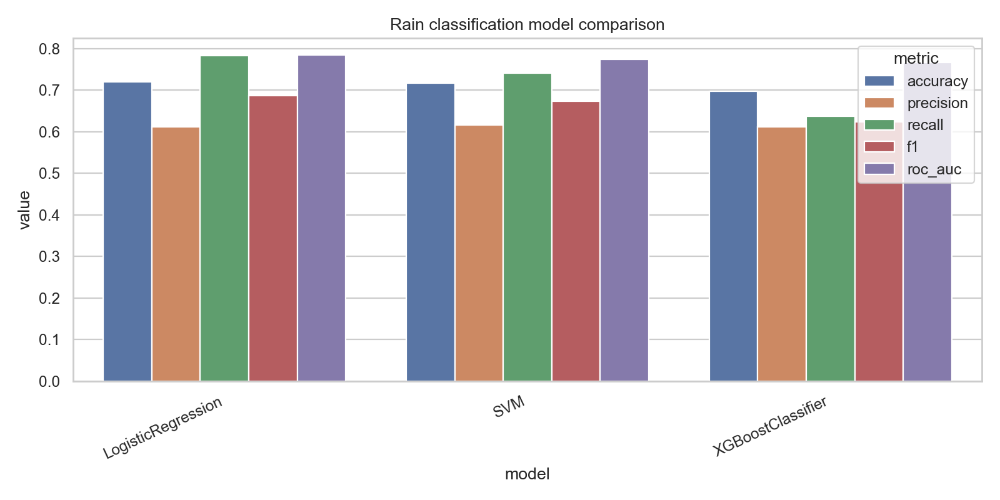 Rain classification model comparison
0.8
0.7
0.6
0.5
0.4
0.3
0.2
0.1
0.0
value
metric
accuracy
precision
recall
f1
roc_auc
LogisticRegression
SVM
XGBoostClassifier
model